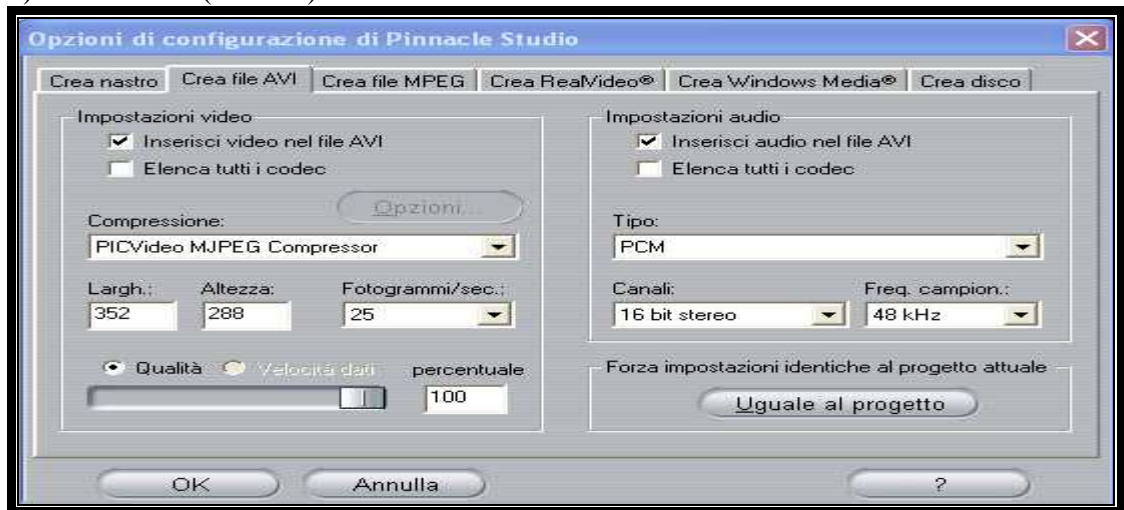 Opzioni di configurazione di Pinnacle Studio
Crea nastro Crea file AVI Crea file MPEG Crea RealVideo® Crea Windows Media® Crea disco
Impostazioni video
Inserisci video nel file AVI
Elenca tutti i codec
Opzioni...
Compressione:
PICVideo MJPEG Compressor
Largh.: Altezza: Fotogrammi/sec.:
352 288 25
Qualità Velocità dati percentuale
100
Impostazioni audio
Inserisci audio nel file AVI
Elenca tutti i codec
Tipo:
PCM
Canali: Freq. campion.:
16 bit stereo 48 kHz
Forza impostazioni identiche al progetto attuale
Uguale al progetto
OK Annulla ?